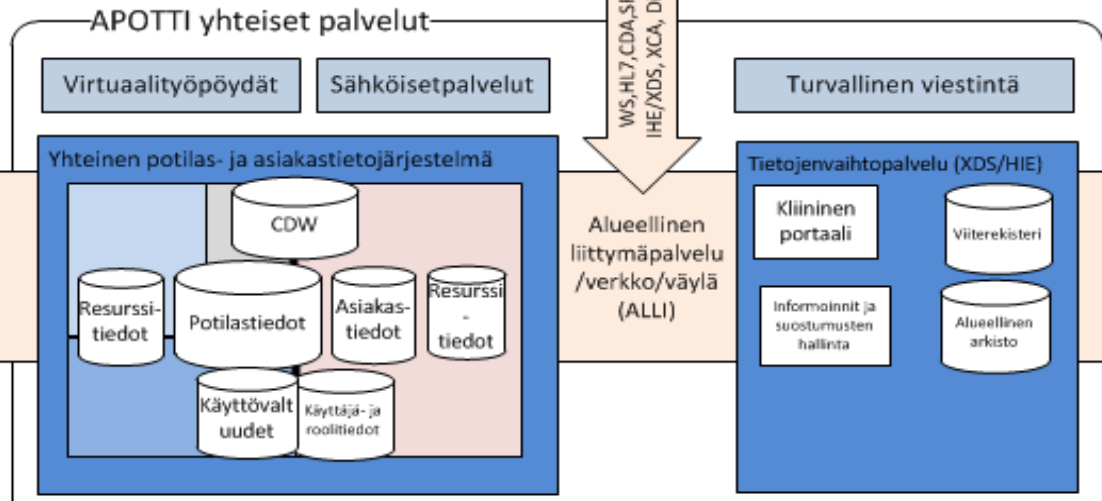 APOTTI yhteiset palvelut
WS,HL7,CDA,
IHE/XDS, XCA,
Virtuaalityöpöydät
Sähköisetpalvelut
Turvallinen viestintä
Yhteinen potilas- ja asiakastietojärjestelmä
CDW
Resurssi-
tiedot
Potilastiedot
Asiakas-
tiedot
Resurssi
-
tiedot
Käyttövalt
uudet
Käyttäjä- ja
roolitiedot
Alueellinen
liittymäpalvelu
/verkko/väylä
(ALLI)
Tietojenvaihtopalvelu (XDS/HIE)
Kliininen
portaali
Viiterekisteri
Informoinnit ja
suostumusten
hallinta
Alueellinen
arkisto